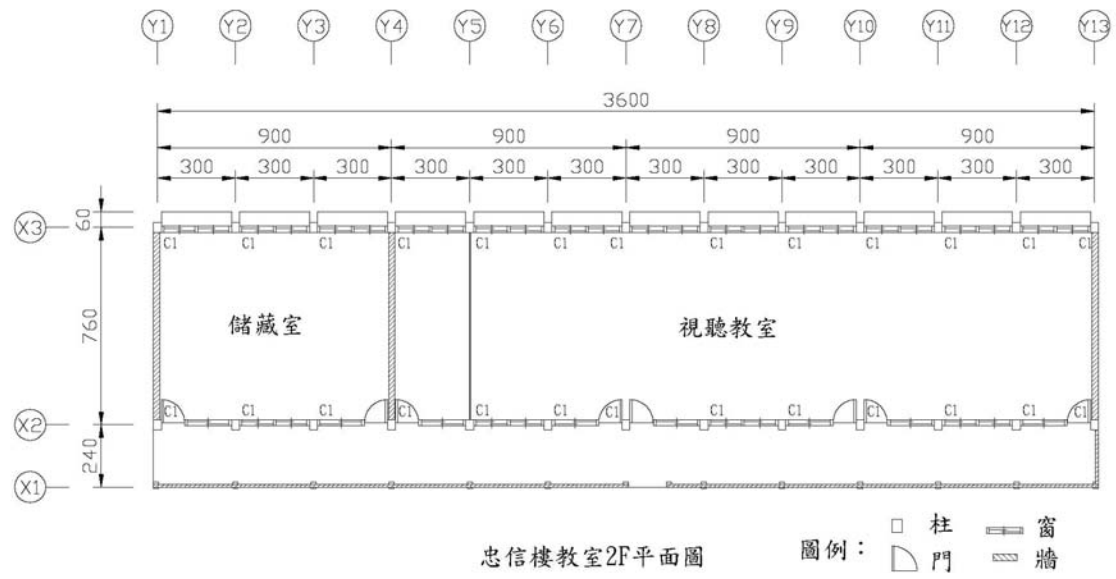 Y1 Y2 Y3 Y4 Y5 Y6 Y7 Y8 Y9 Y10 Y11 Y12 Y13
3600
900 900 900 900
300 300 300 300 300 300 300 300 300 300 300 300
60
X3
C1 C1 C1 C1 C1 C1 C1 C1 C1 C1 C1 C1
760
儲藏室 視聽教室
C1 C1 C1 C1 C1 C1 C1 C1 C1 C1 C1 C1 C1
X2
240
X1
忠信樓教室2F平面圖
圖例：
柱 窗
門 牆